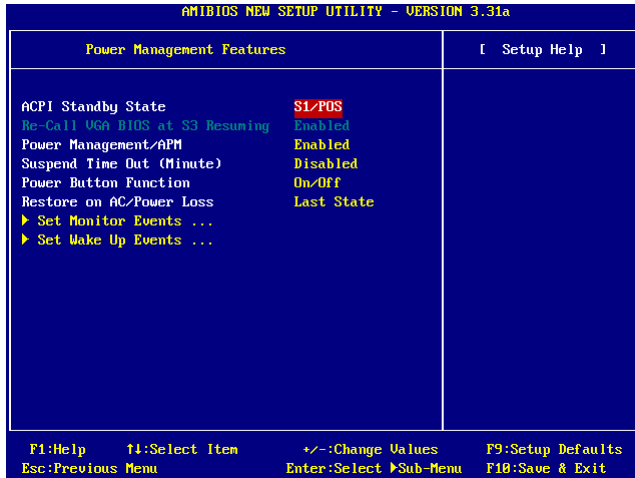 AMIBIOS NEW SETUP UTILITY - VERSION 3.31a
Power Management Features
[ Setup Help ]
ACPI Standby State S1/POS
Re-Call VGA BIOS at S3 Resuming Enabled
Power Management/APM Enabled
Suspend Time Out (Minute) Disabled
Power Button Function On/Off
Restore on AC/Power Loss Last State
▶ Set Monitor Events ...
▶ Set Wake Up Events ...
F1:Help ↑↓:Select Item +/-:Change Values F9:Setup Defaults
Esc:Previous Menu Enter:Select ▶Sub-Menu F10:Save & Exit